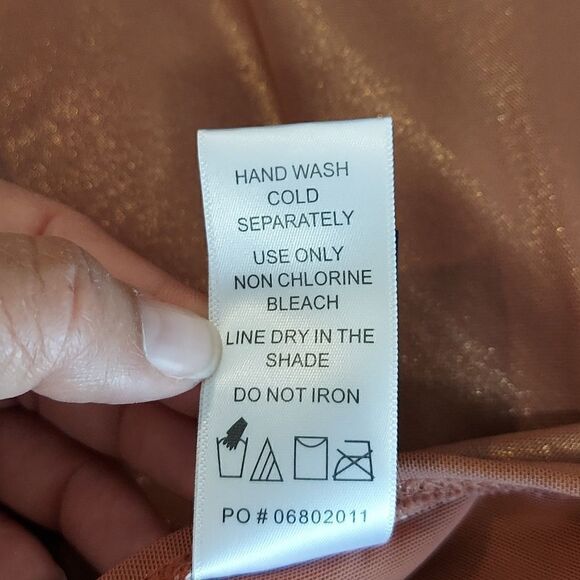 HAND WASH
COLD
SEPARATELY
USE ONLY
NON CHLORINE
BLEACH
LINE DRY IN THE
SHADE
DO NOT IRON
PO # 06802011